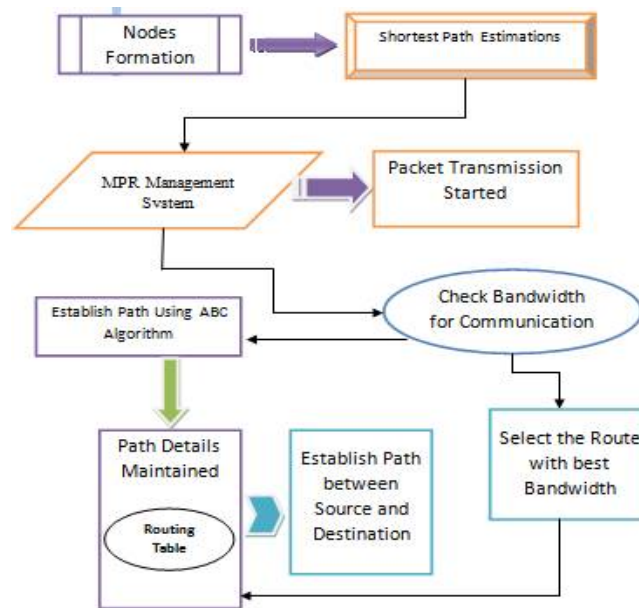 Nodes
Formation
Shortest Path Estimations
MPR Management
System
Packet Transmission
Started
Check Bandwidth
for Communication
Establish Path Using ABC
Algorithm
Path Details
Maintained
Routing
Table
Establish Path
between
Source and
Destination
Select the Route
with best
Bandwidth